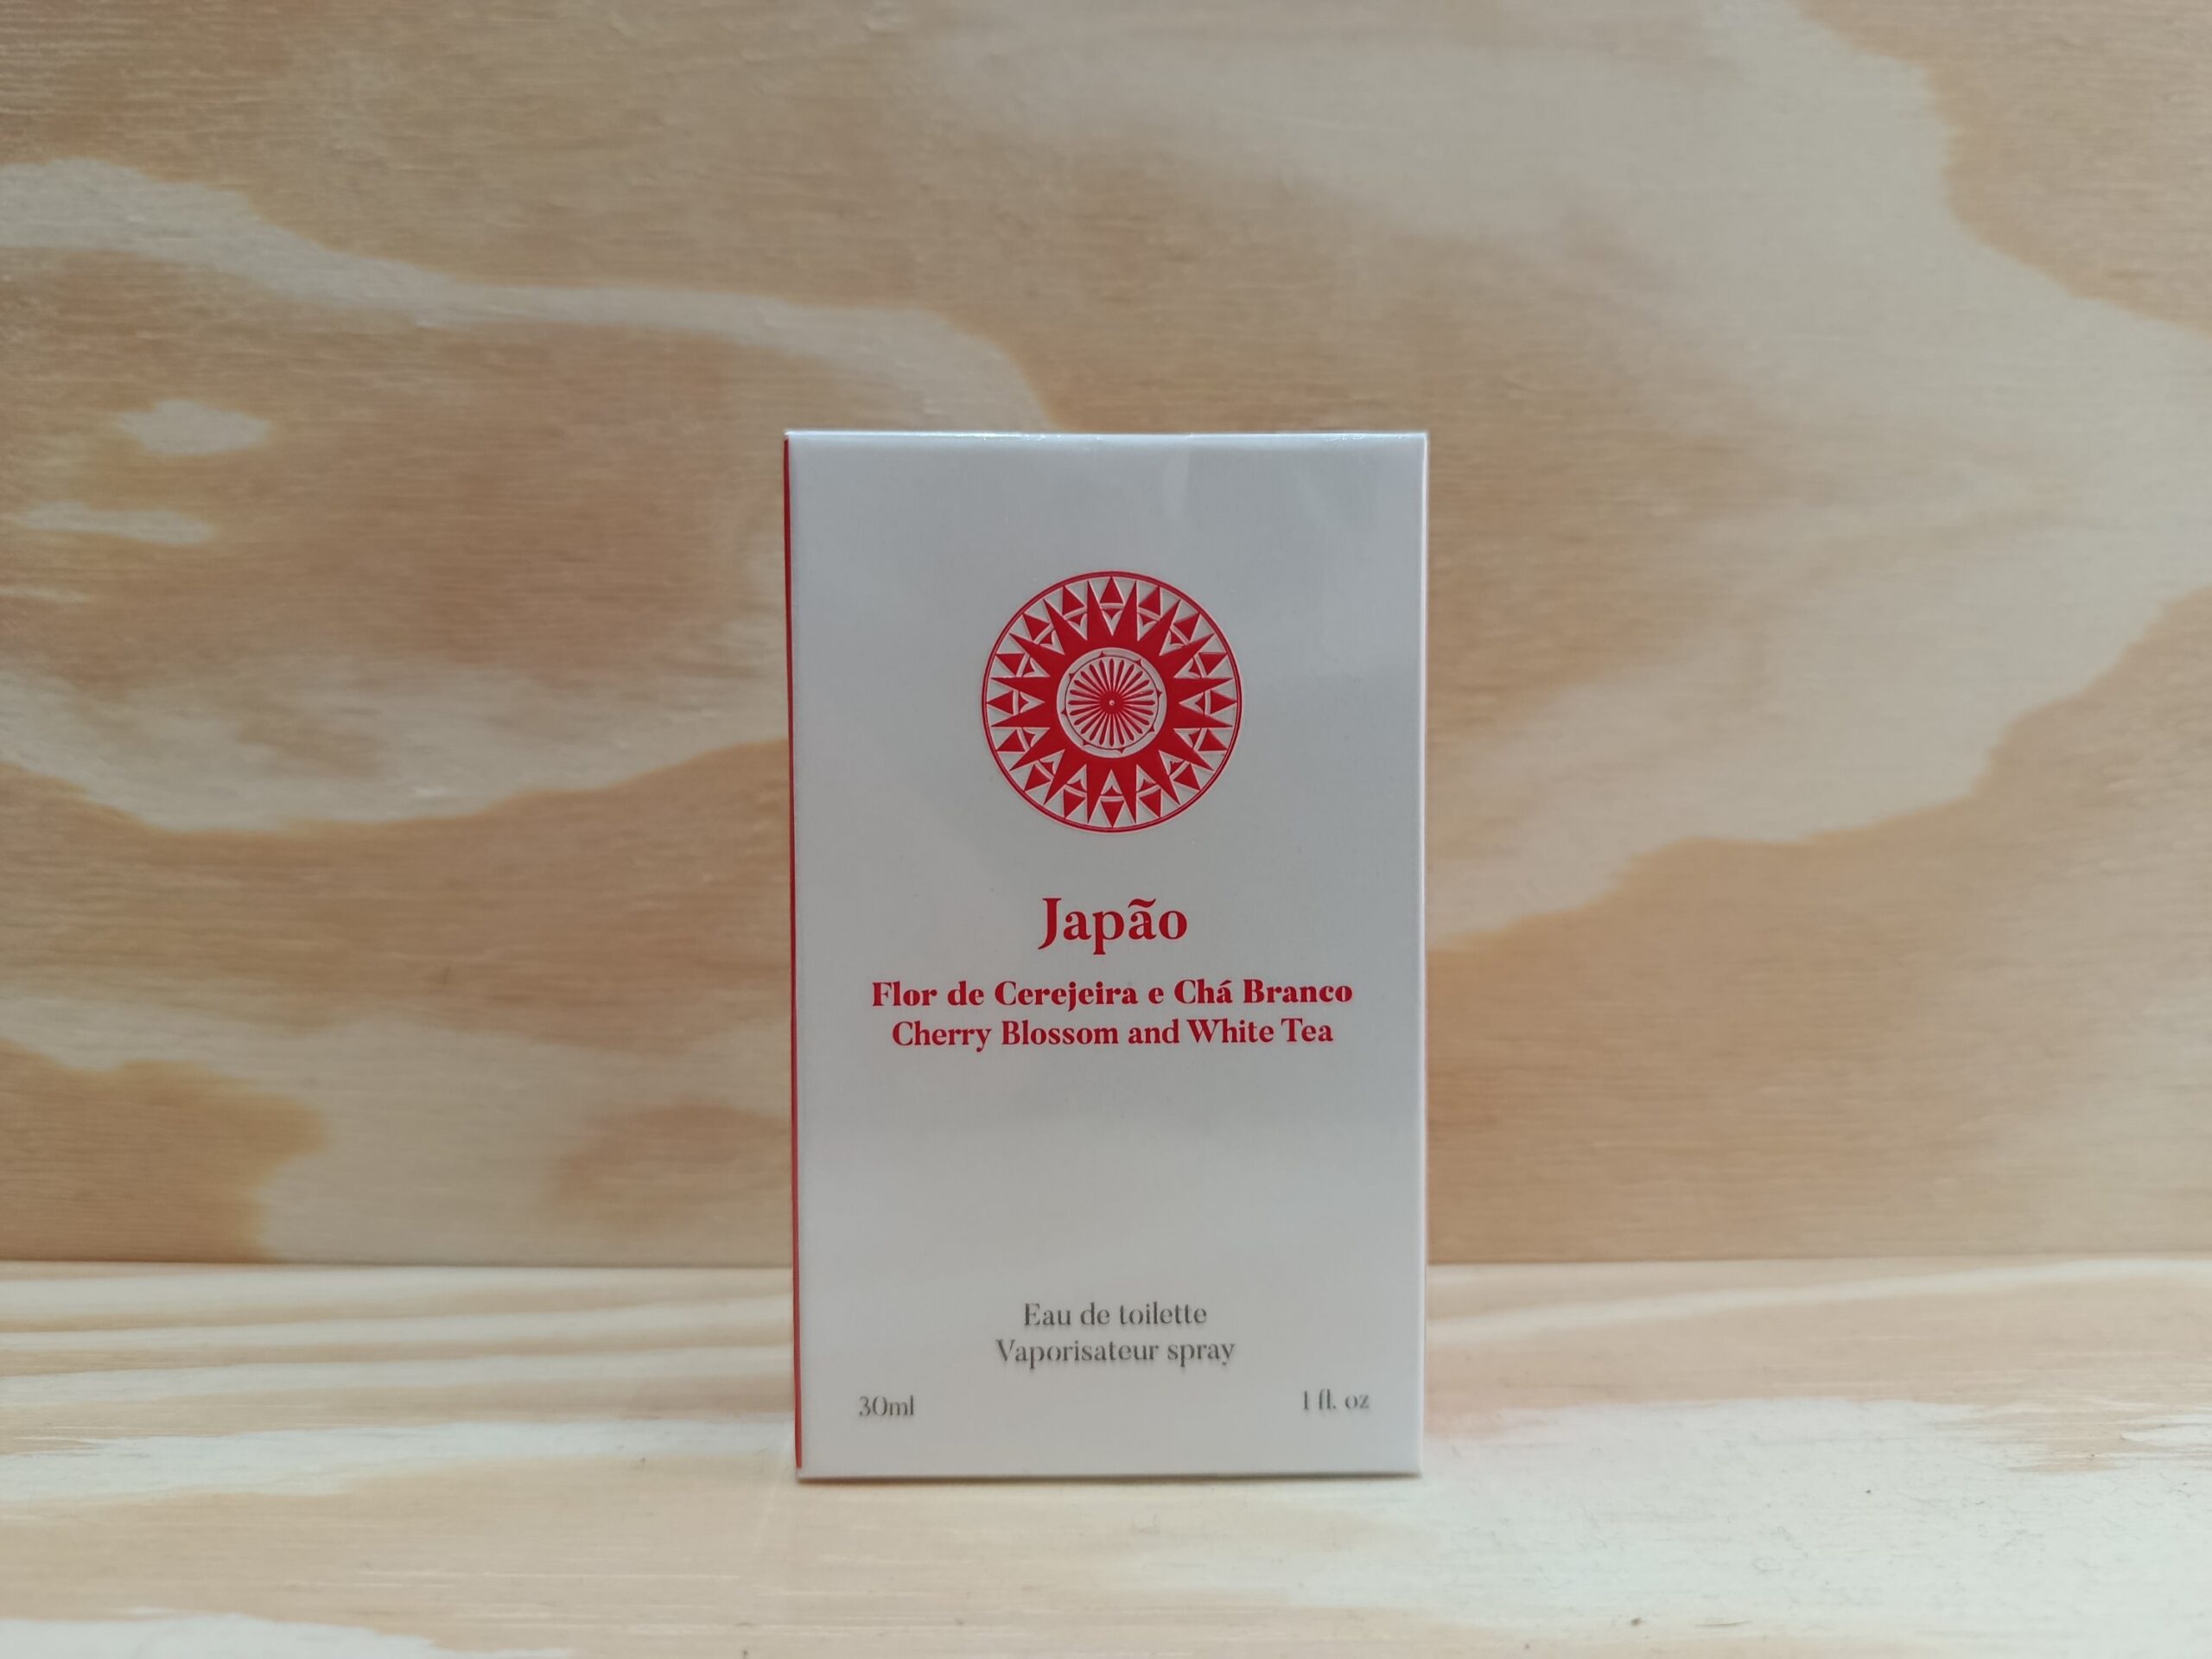 Japão
Flor de Cerejeira e Chá Branco
Cherry Blossom and White Tea
Eau de toilette
Vaporisateur spray
30ml
1 fl. oz